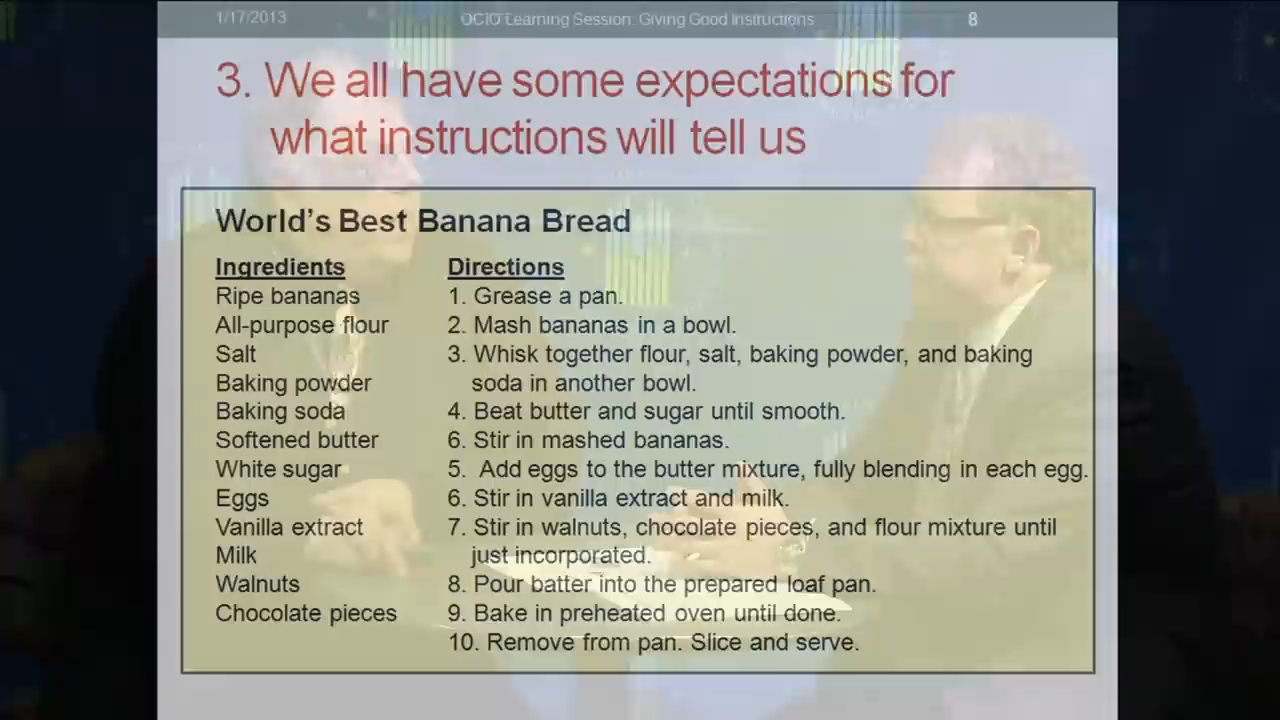 1/17/2013 OCIO Learning Session: Giving Good Instructions 8
3. We all have some expectations for
what instructions will tell us
World's Best Banana Bread
Ingredients
Ripe bananas
All-purpose flour
Salt
Baking powder
Baking soda
Softened butter
White sugar
Eggs
Vanilla extract
Milk
Walnuts
Chocolate pieces
Directions
1. Grease a pan.
2. Mash bananas in a bowl.
3. Whisk together flour, salt, baking powder, and baking
soda in another bowl.
4. Beat butter and sugar until smooth.
6. Stir in mashed bananas.
5. Add eggs to the butter mixture, fully blending in each egg.
6. Stir in vanilla extract and milk.
7. Stir in walnuts, chocolate pieces, and flour mixture until
just incorporated.
8. Pour batter into the prepared loaf pan.
9. Bake in preheated oven until done.
10. Remove from pan. Slice and serve.